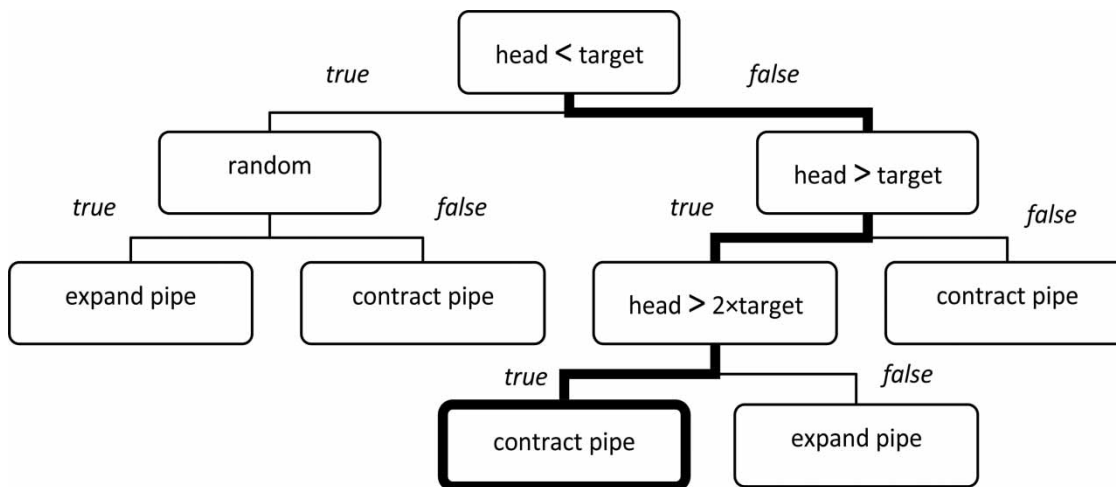 head < target
true
false
random
head > target
true
false
true
false
expand pipe
contract pipe
head > 2×target
contract pipe
true
false
contract pipe
expand pipe